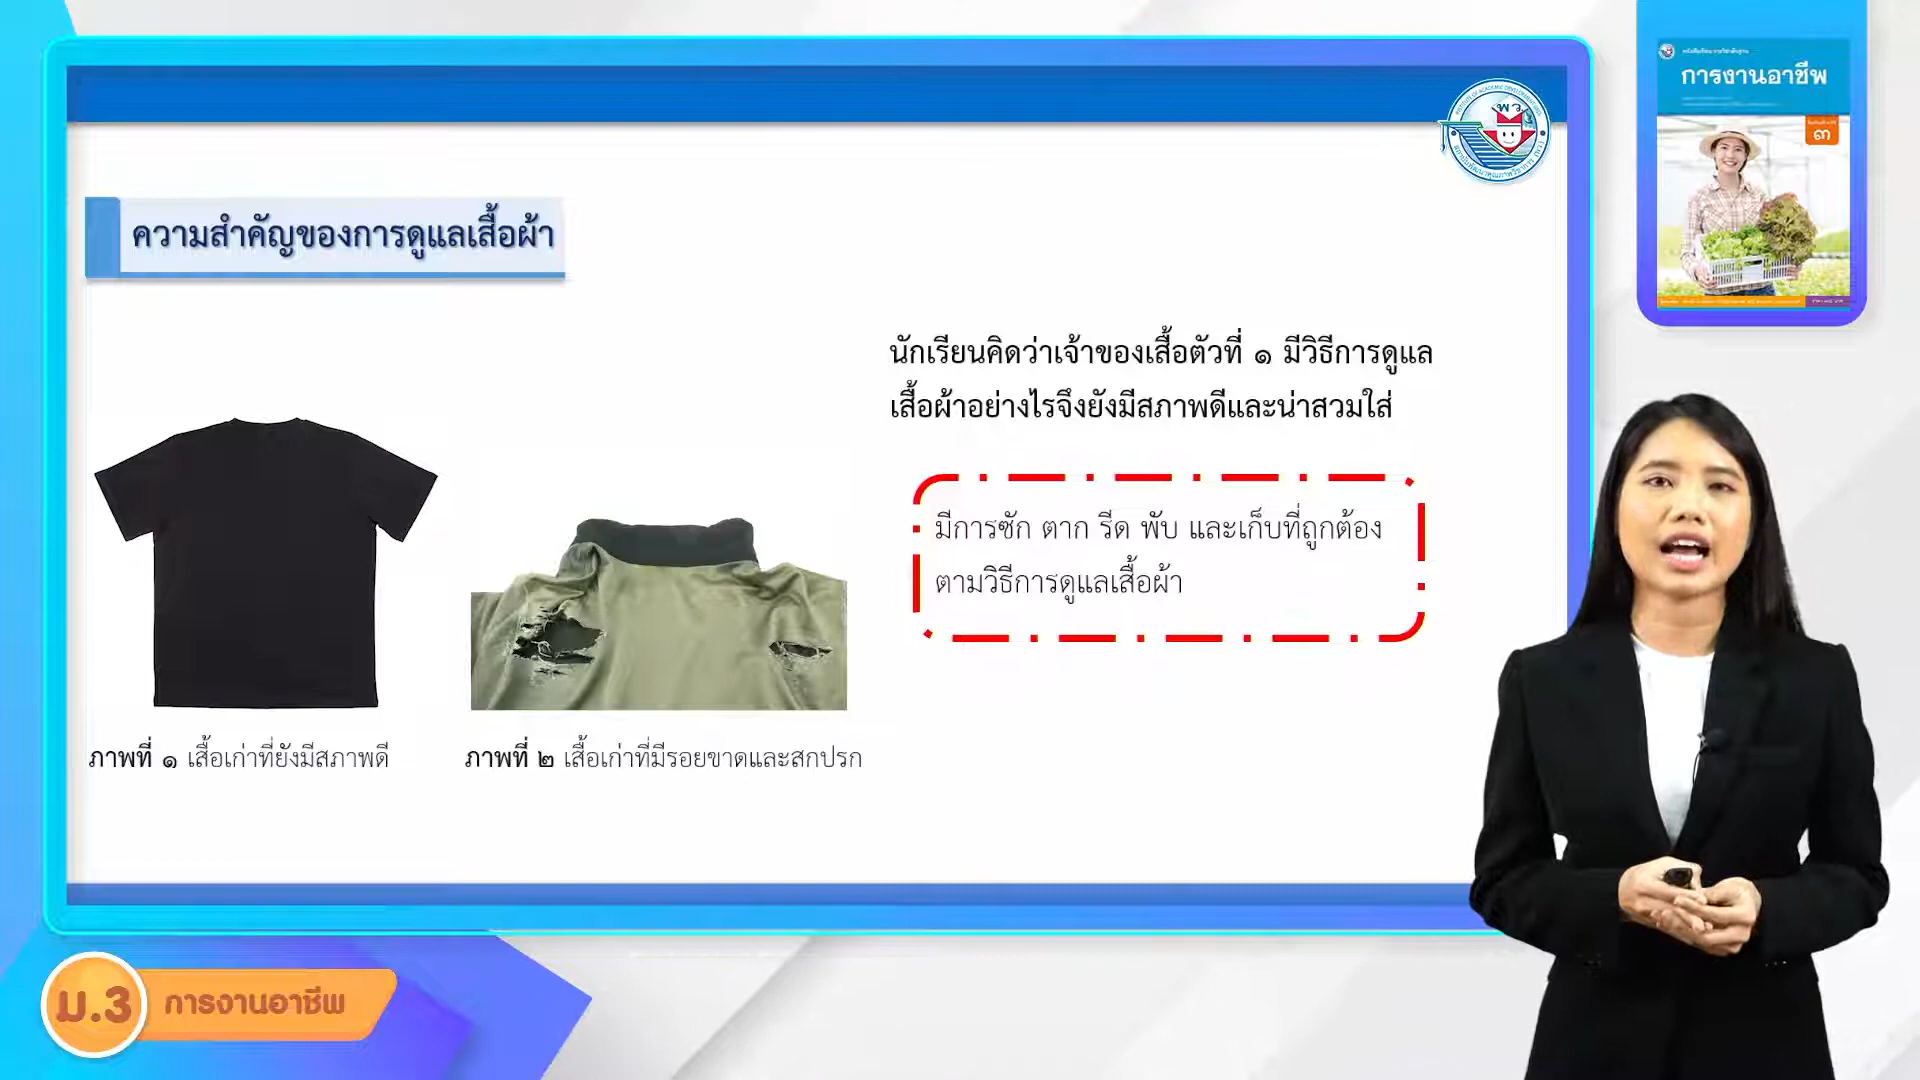 ความสำคัญของการดูแลเสื้อผ้า
นักเรียนคิดว่าเจ้าของเสื้อตัวที่ ๑ มีวิธีการดูแล
เสื้อผ้าอย่างไรจึงยังมีสภาพดีและน่าสวมใส่
มีการซัก ตาก รีด พับ และเก็บที่ถูกต้อง
ตามวิธีการดูแลเสื้อผ้า
ภาพที่ ๑ เสื้อเก่าที่ยังมีสภาพดี
ภาพที่ ๒ เสื้อเก่าที่มีรอยขาดและสกปรก
พว.
การงานอาชีพ
๓
ม.3 การงานอาชีพ